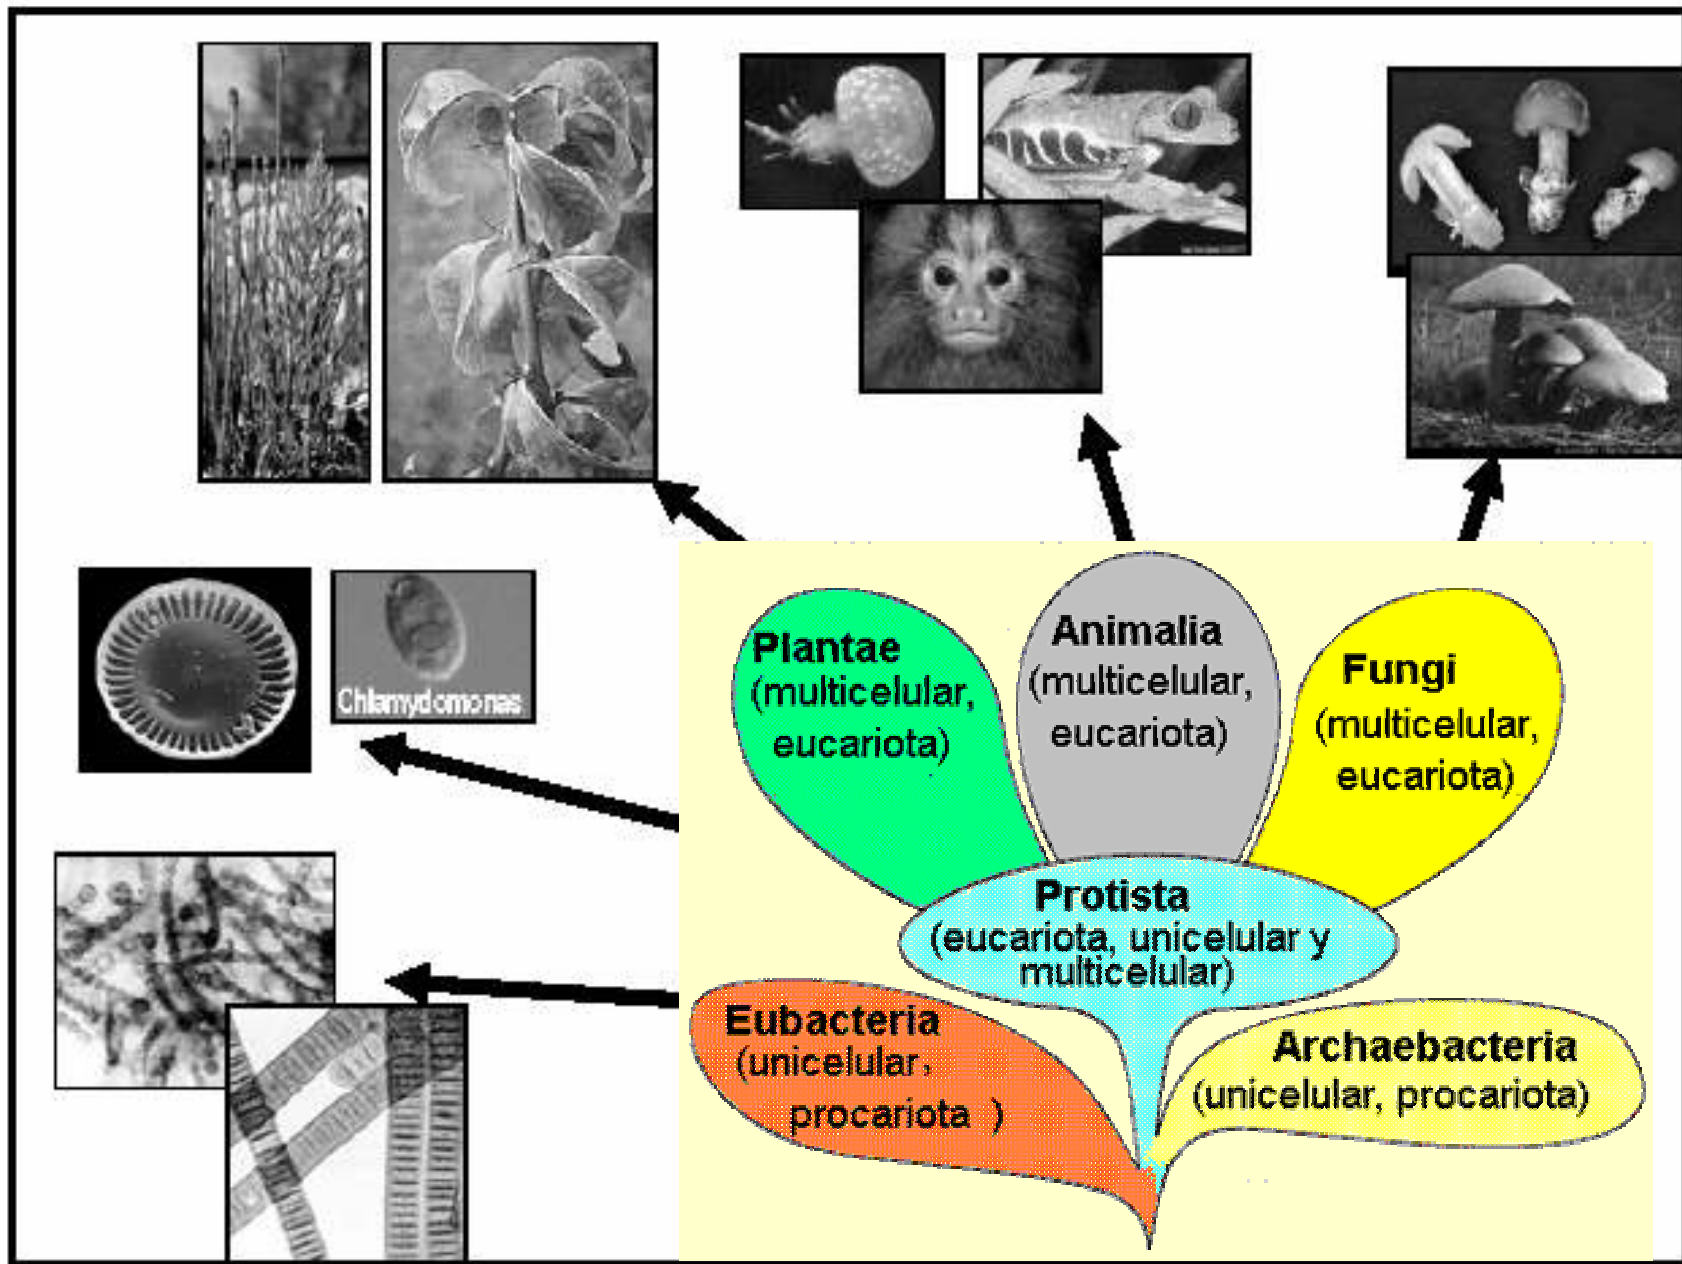 Chlamydomonas
Plantae
(multicelular,
eucariota)
Animalia
(multicelular,
eucariota)
Fungi
(multicelular,
eucariota)
Protista
(eucariota, unicelular y
multicelular)
Eubacteria
(unicelular,
procariota )
Archaebacteria
(unicelular, procariota)